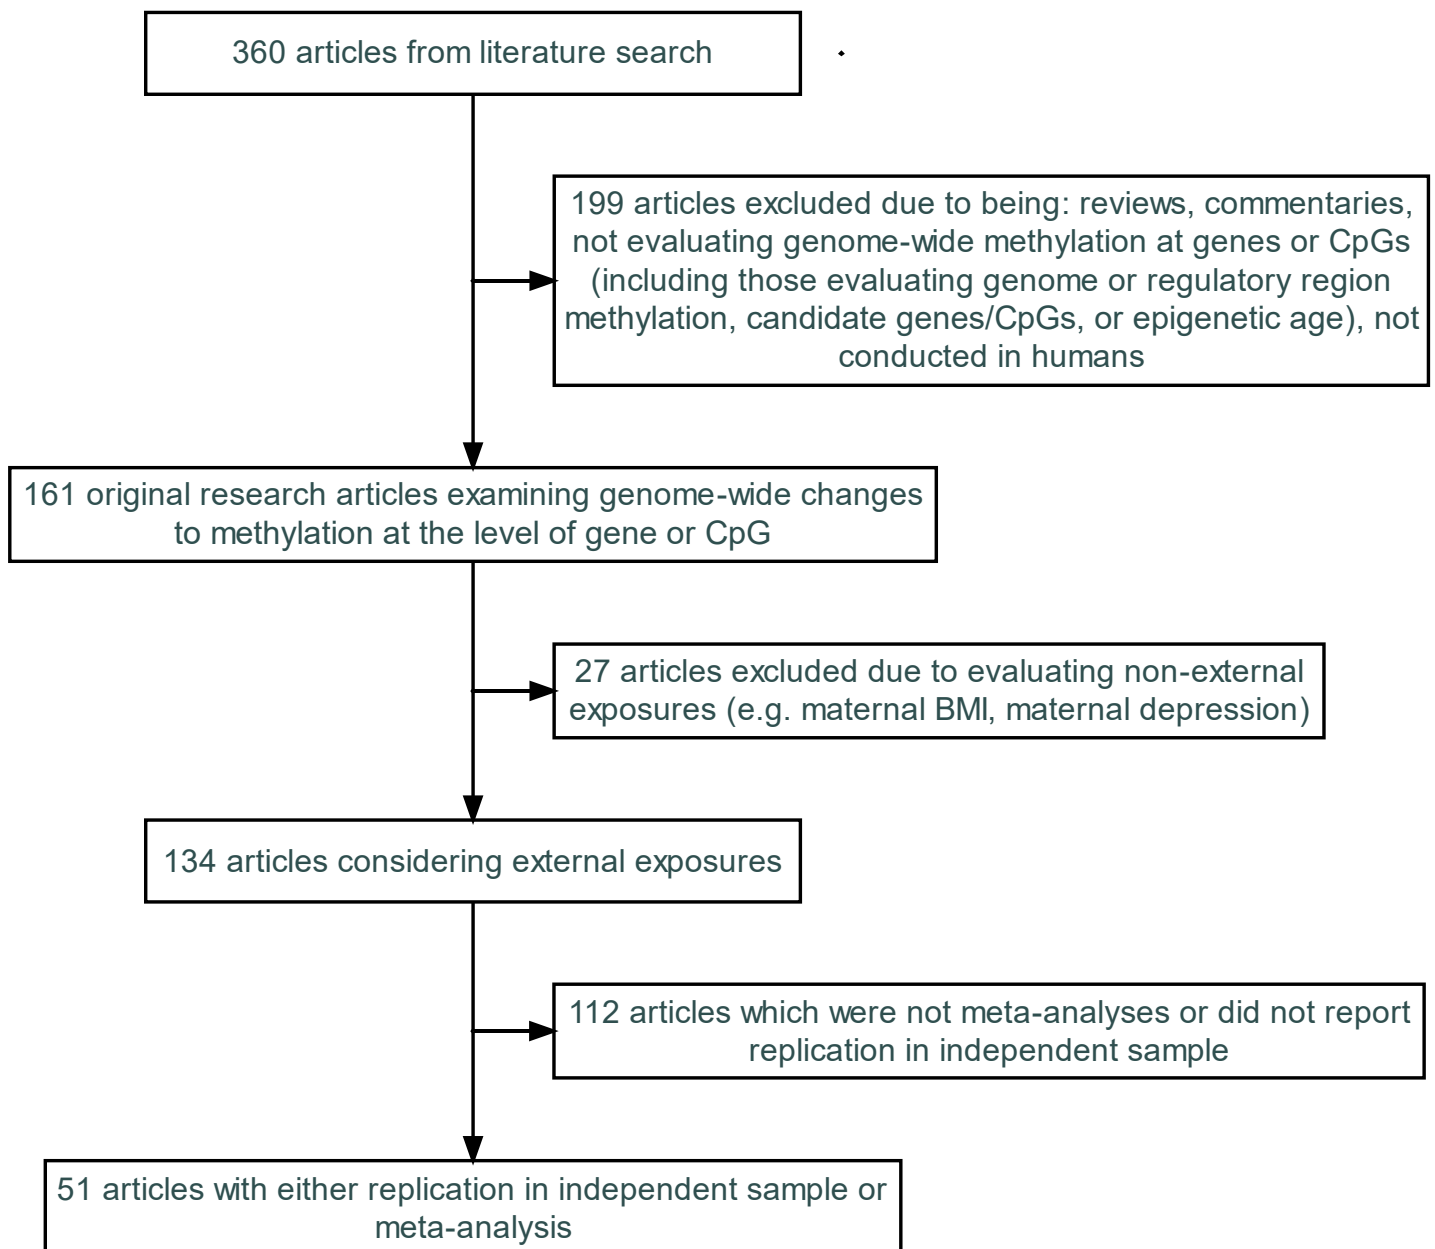 360 articles from literature search
199 articles excluded due to being: reviews, commentaries,
not evaluating genome-wide methylation at genes or CpGs
(including those evaluating genome or regulatory region
methylation, candidate genes/CpGs, or epigenetic age), not
conducted in humans
161 original research articles examining genome-wide changes
to methylation at the level of gene or CpG
27 articles excluded due to evaluating non-external
exposures (e.g. maternal BMI, maternal depression)
134 articles considering external exposures
112 articles which were not meta-analyses or did not report
replication in independent sample
51 articles with either replication in independent sample or
meta-analysis